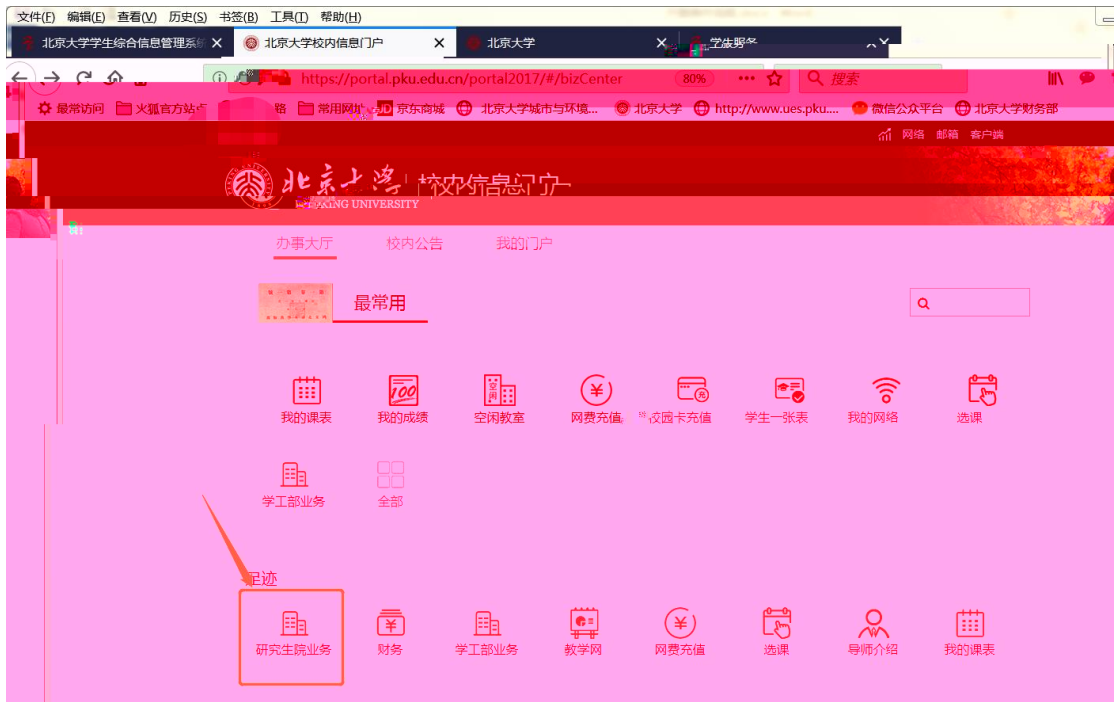 文件(F) 编辑(E) 查看(V) 历史(S) 书签(B) 工具(T) 帮助(H)
北京大学学生综合信息管理系统 北京大学校内信息门户 北京大学
https://portal.pku.edu.cn/portal2017/#/bizCenter 80% 搜索
最常访问 火狐官方站点 常用网址 JD 京东商城 北京大学城市与环境... 北京大学 http://www.ues.pku.... 微信公众平台 北京大学财务部
网络 邮箱 客户端
北京大学 校内信息门户
PEKING UNIVERSITY
办事大厅 校内公告 我的门户
最常用
100 空闲
我的课表 我的成绩 空闲教室 网费充值 校园卡充值 学生一张表 我的网络 选课
学工部业务 全部
足迹
研究生院业务 财务 学工部业务 教学网 网费充值 选课 导师介绍 我的课表